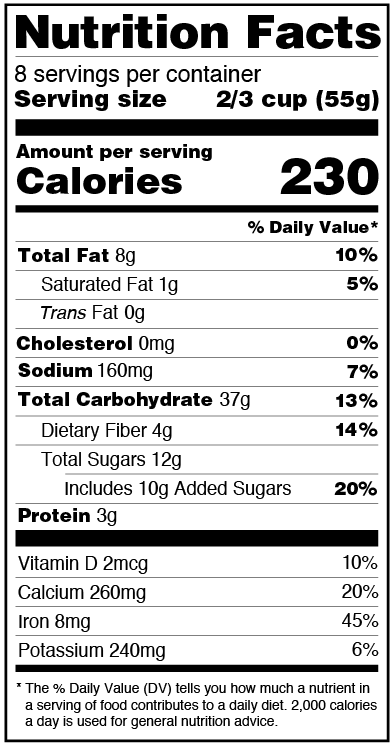 Nutrition Facts
8 servings per container
Serving size 2/3 cup (55g)
Amount per serving
Calories 230
% Daily Value*
Total Fat 8g 10%
Saturated Fat 1g 5%
Trans Fat 0g
Cholesterol 0mg 0%
Sodium 160mg 7%
Total Carbohydrate 37g 13%
Dietary Fiber 4g 14%
Total Sugars 12g
Includes 10g Added Sugars 20%
Protein 3g
Vitamin D 2mcg 10%
Calcium 260mg 20%
Iron 8mg 45%
Potassium 240mg 6%
* The % Daily Value (DV) tells you how much a nutrient in
a serving of food contributes to a daily diet. 2,000 calories
a day is used for general nutrition advice.